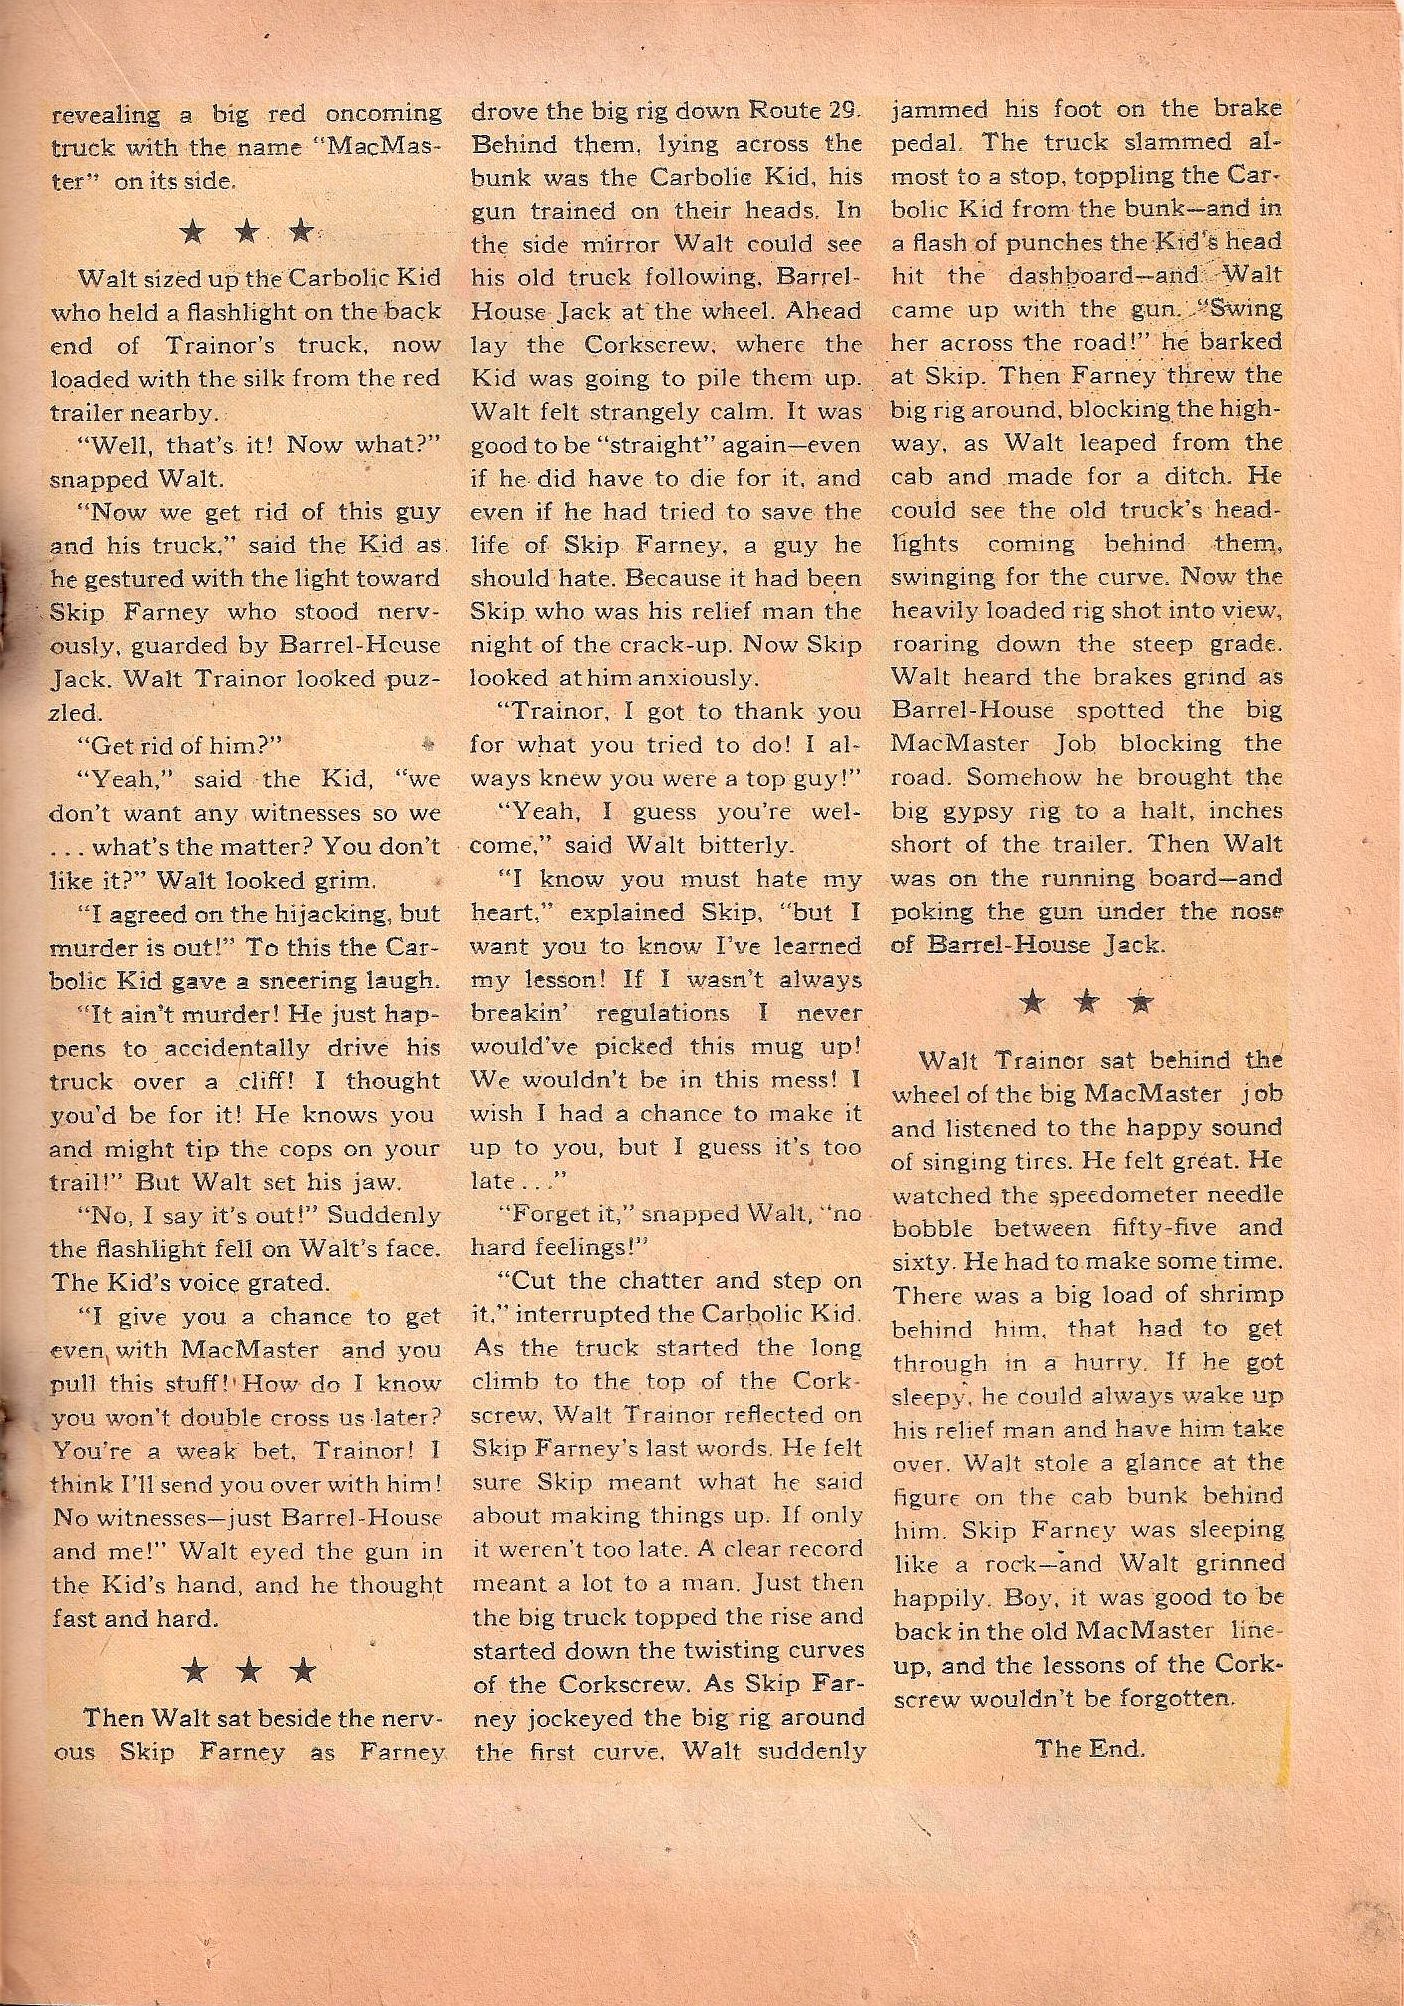 revealing a big red oncoming
truck with the name "MacMas-
ter" on its side.
★ ★ ★
Walt sized up the Carbolic Kid
who held a flashlight on the back
end of Trainor's truck, now
loaded with the silk from the red
trailer nearby.
"Well, that's it! Now what?"
snapped Walt.
"Now we get rid of this guy
and his truck," said the Kid as
he gestured with the light toward
Skip Farney who stood nerv-
ously, guarded by Barrel-House
Jack. Walt Trainor looked puz-
zled.
"Get rid of him?"
"Yeah," said the Kid, "we
don't want any witnesses so we
... what's the matter? You don't
like it?" Walt looked grim.
"I agreed on the hijacking, but
murder is out!" To this the Car-
bolic Kid gave a sneering laugh.
"It ain't murder! He just hap-
pens to accidentally drive his
truck over a cliff! I thought
you'd be for it! He knows you
and might tip the cops on your
trail!" But Walt set his jaw.
"No, I say it's out!" Suddenly
the flashlight fell on Walt's face.
The Kid's voice grated.
"I give you a chance to get
even with MacMaster and you
pull this stuff! How do I know
you won't double cross us later?
You're a weak bet, Trainor! I
think I'll send you over with him!
No witnesses—just Barrel-House
and me!" Walt eyed the gun in
the Kid's hand, and he thought
fast and hard.
★ ★ ★
Then Walt sat beside the nerv-
ous Skip Farney as Farney
drove the big rig down Route 29.
Behind them, lying across the
bunk was the Carbolic Kid, his
gun trained on their heads. In
the side mirror Walt could see
his old truck following, Barrel-
House Jack at the wheel. Ahead
lay the Corkscrew, where the
Kid was going to pile them up.
Walt felt strangely calm. It was
good to be "straight" again—even
if he did have to die for it, and
even if he had tried to save the
life of Skip Farney, a guy he
should hate. Because it had been
Skip who was his relief man the
night of the crack-up. Now Skip
looked at him anxiously.
"Trainor, I got to thank you
for what you tried to do! I al-
ways knew you were a top guy!"
"Yeah, I guess you're wel-
come," said Walt bitterly.
"I know you must hate my
heart," explained Skip, "but I
want you to know I've learned
my lesson! If I wasn't always
breakin' regulations I never
would've picked this mug up!
We wouldn't be in this mess! I
wish I had a chance to make it
up to you, but I guess it's too
late..."
"Forget it," snapped Walt, "no
hard feelings!"
"Cut the chatter and step on
it," interrupted the Carbolic Kid.
As the truck started the long
climb to the top of the Cork-
screw, Walt Trainor reflected on
Skip Farney's last words. He felt
sure Skip meant what he said
about making things up. If only
it weren't too late. A clear record
meant a lot to a man. Just then
the big truck topped the rise and
started down the twisting curves
of the Corkscrew. As Skip Far-
ney jockeyed the big rig around
the first curve, Walt suddenly
jammed his foot on the brake
pedal. The truck slammed al-
most to a stop, toppling the Car-
bolic Kid from the bunk—and in
a flash of punches the Kid's head
hit the dashboard—and Walt
came up with the gun. "Swing
her across the road!" he barked
at Skip. Then Farney threw the
big rig around, blocking the high-
way, as Walt leaped from the
cab and made for a ditch. He
could see the old truck's head-
lights coming behind them,
swinging for the curve. Now the
heavily loaded rig shot into view,
roaring down the steep grade.
Walt heard the brakes grind as
Barrel-House spotted the big
MacMaster Job blocking the
road. Somehow he brought the
big gypsy rig to a halt, inches
short of the trailer. Then Walt
was on the running board—and
poking the gun under the nose
of Barrel-House Jack.
★ ★ ★
Walt Trainor sat behind the
wheel of the big MacMaster job
and listened to the happy sound
of singing tires. He felt great. He
watched the speedometer needle
bobble between fifty-five and
sixty. He had to make some time.
There was a big load of shrimp
behind him, that had to get
through in a hurry. If he got
sleepy, he could always wake up
his relief man and have him take
over. Walt stole a glance at the
figure on the cab bunk behind
him. Skip Farney was sleeping
like a rock—and Walt grinned
happily. Boy, it was good to be
back in the old MacMaster line-
up, and the lessons of the Cork-
screw wouldn't be forgotten.
The End.